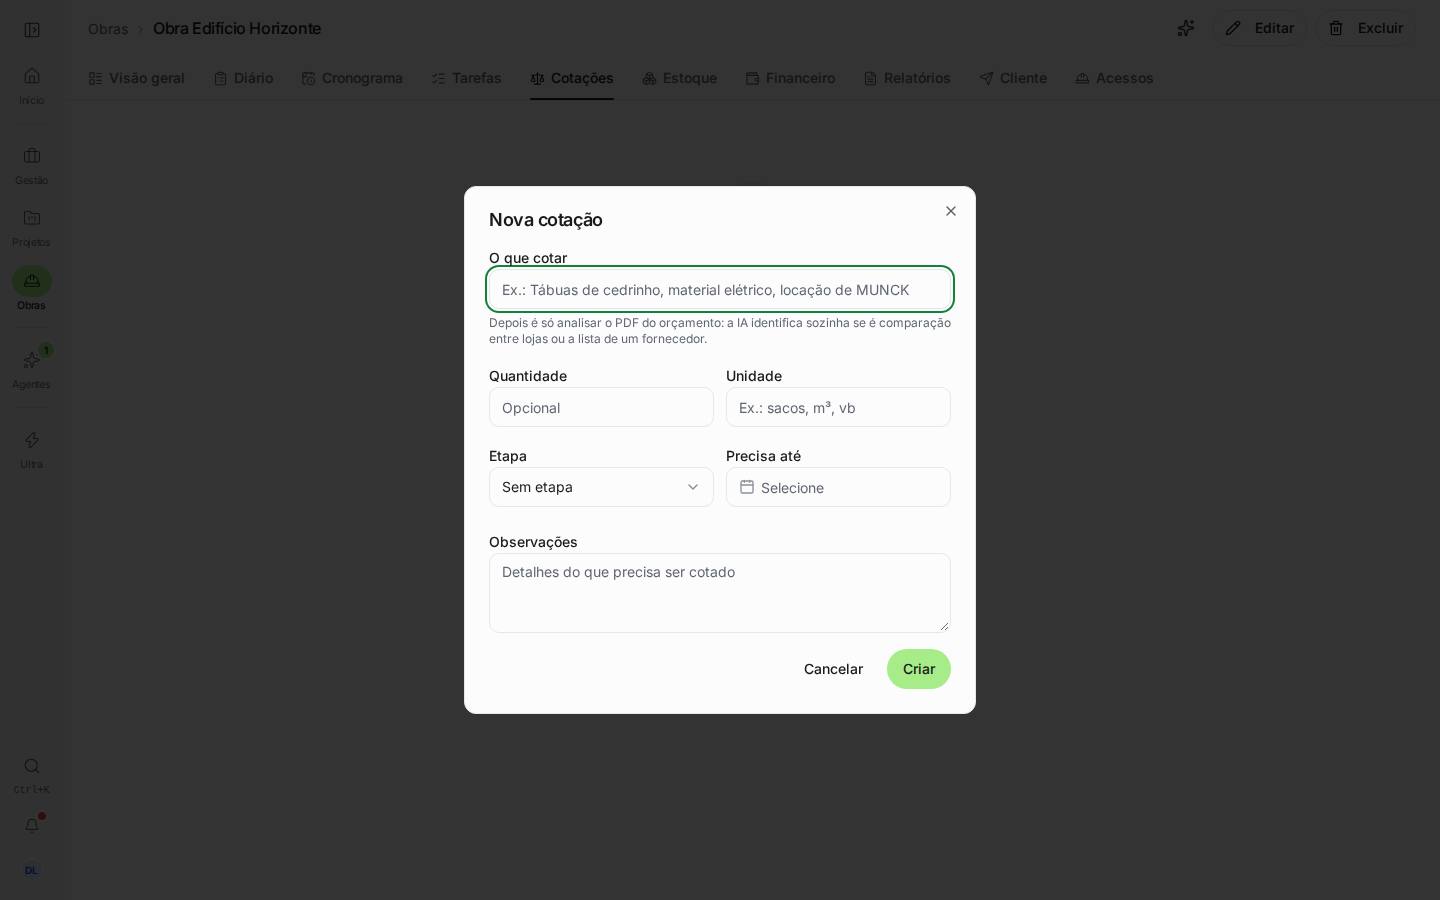 Obras
Obra Edifício Horizonte
Editar
Excluir
Visão geral
Diário
Cronograma
Tarefas
Cotações
Estoque
Financeiro
Relatórios
Cliente
Acessos
Início
Gestão
Projetos
Obras
1
Agentes
Ultra
Ctrl+K
DL
Nova cotação
O que cotar
Ex.: Tábuas de cedrinho, material elétrico, locação de MUNCK
Depois é só analisar o PDF do orçamento: a IA identifica sozinha se é comparação
entre lojas ou a lista de um fornecedor.
Quantidade
Unidade
Opcional
Ex.: sacos, m³, vb
Etapa
Precisa até
Sem etapa
Selecione
Observações
Detalhes do que precisa ser cotado
Cancelar
Criar